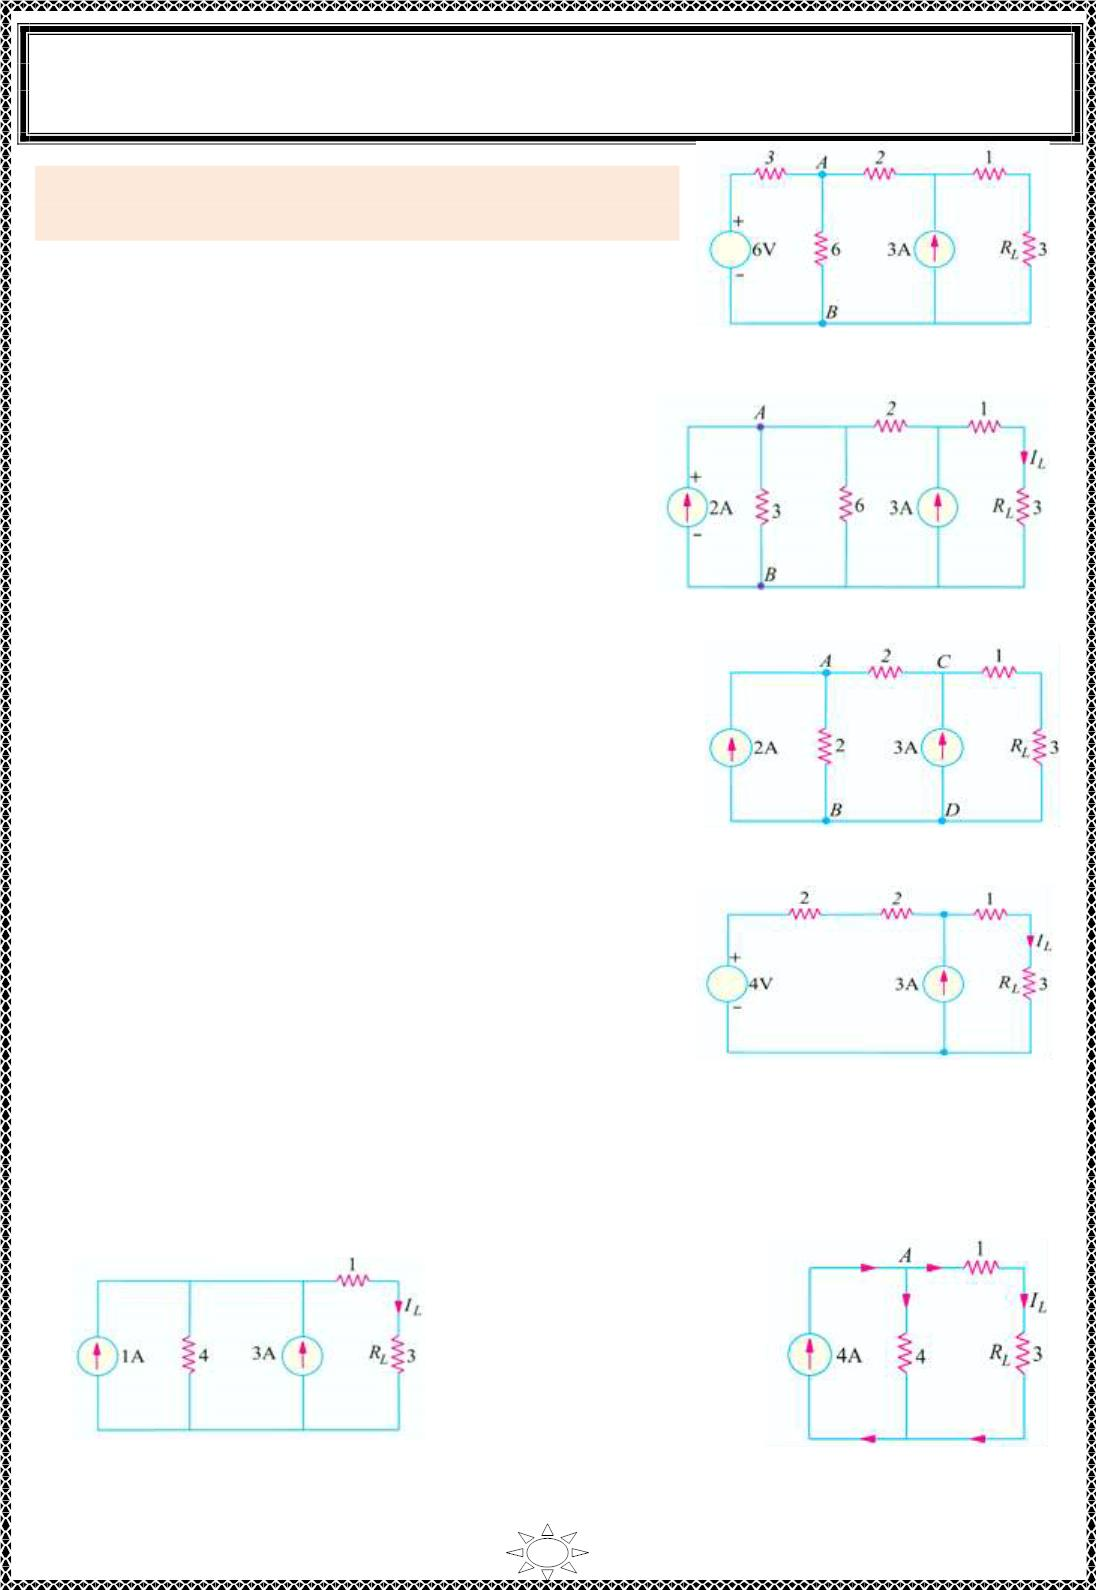 3 A 2 1
+
6V 6 3A R_L 3
-
B
A 2 1
+ I_L
2A 3 6 3A R_L 3
-
B
A 2 C 1
2A 2 3A R_L 3
B D
2 2 1
+ I_L
4V 3A R_L 3
-
1
I_L
1A 4 3A R_L 3
A 1
I_L
4A 4 R_L 3